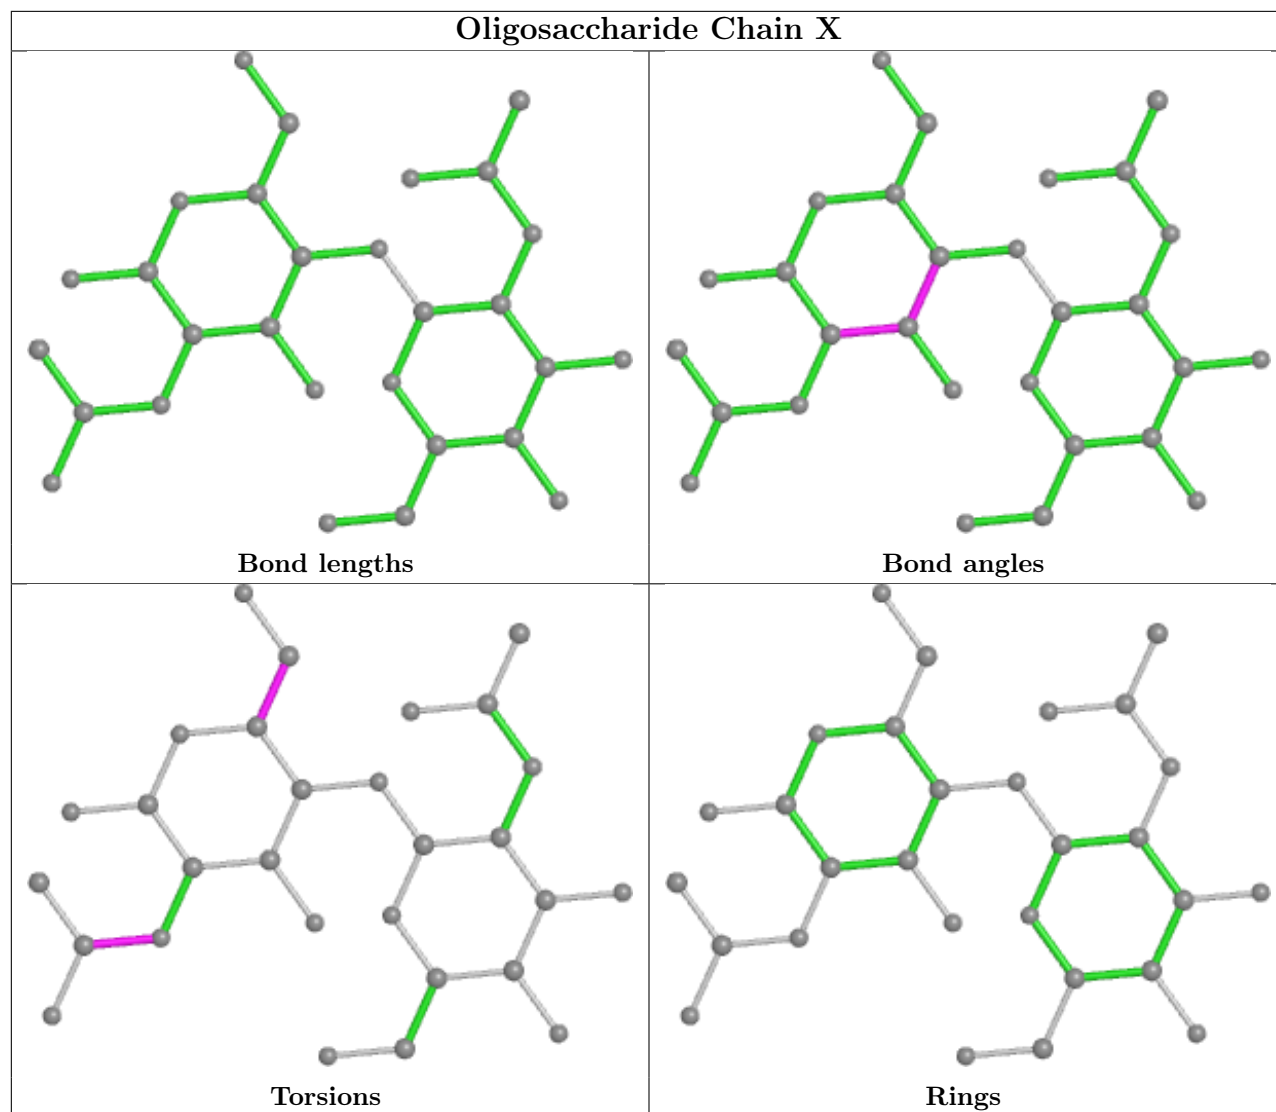 Oligosaccharide Chain X
Bond lengths
Bond angles
Torsions
Rings